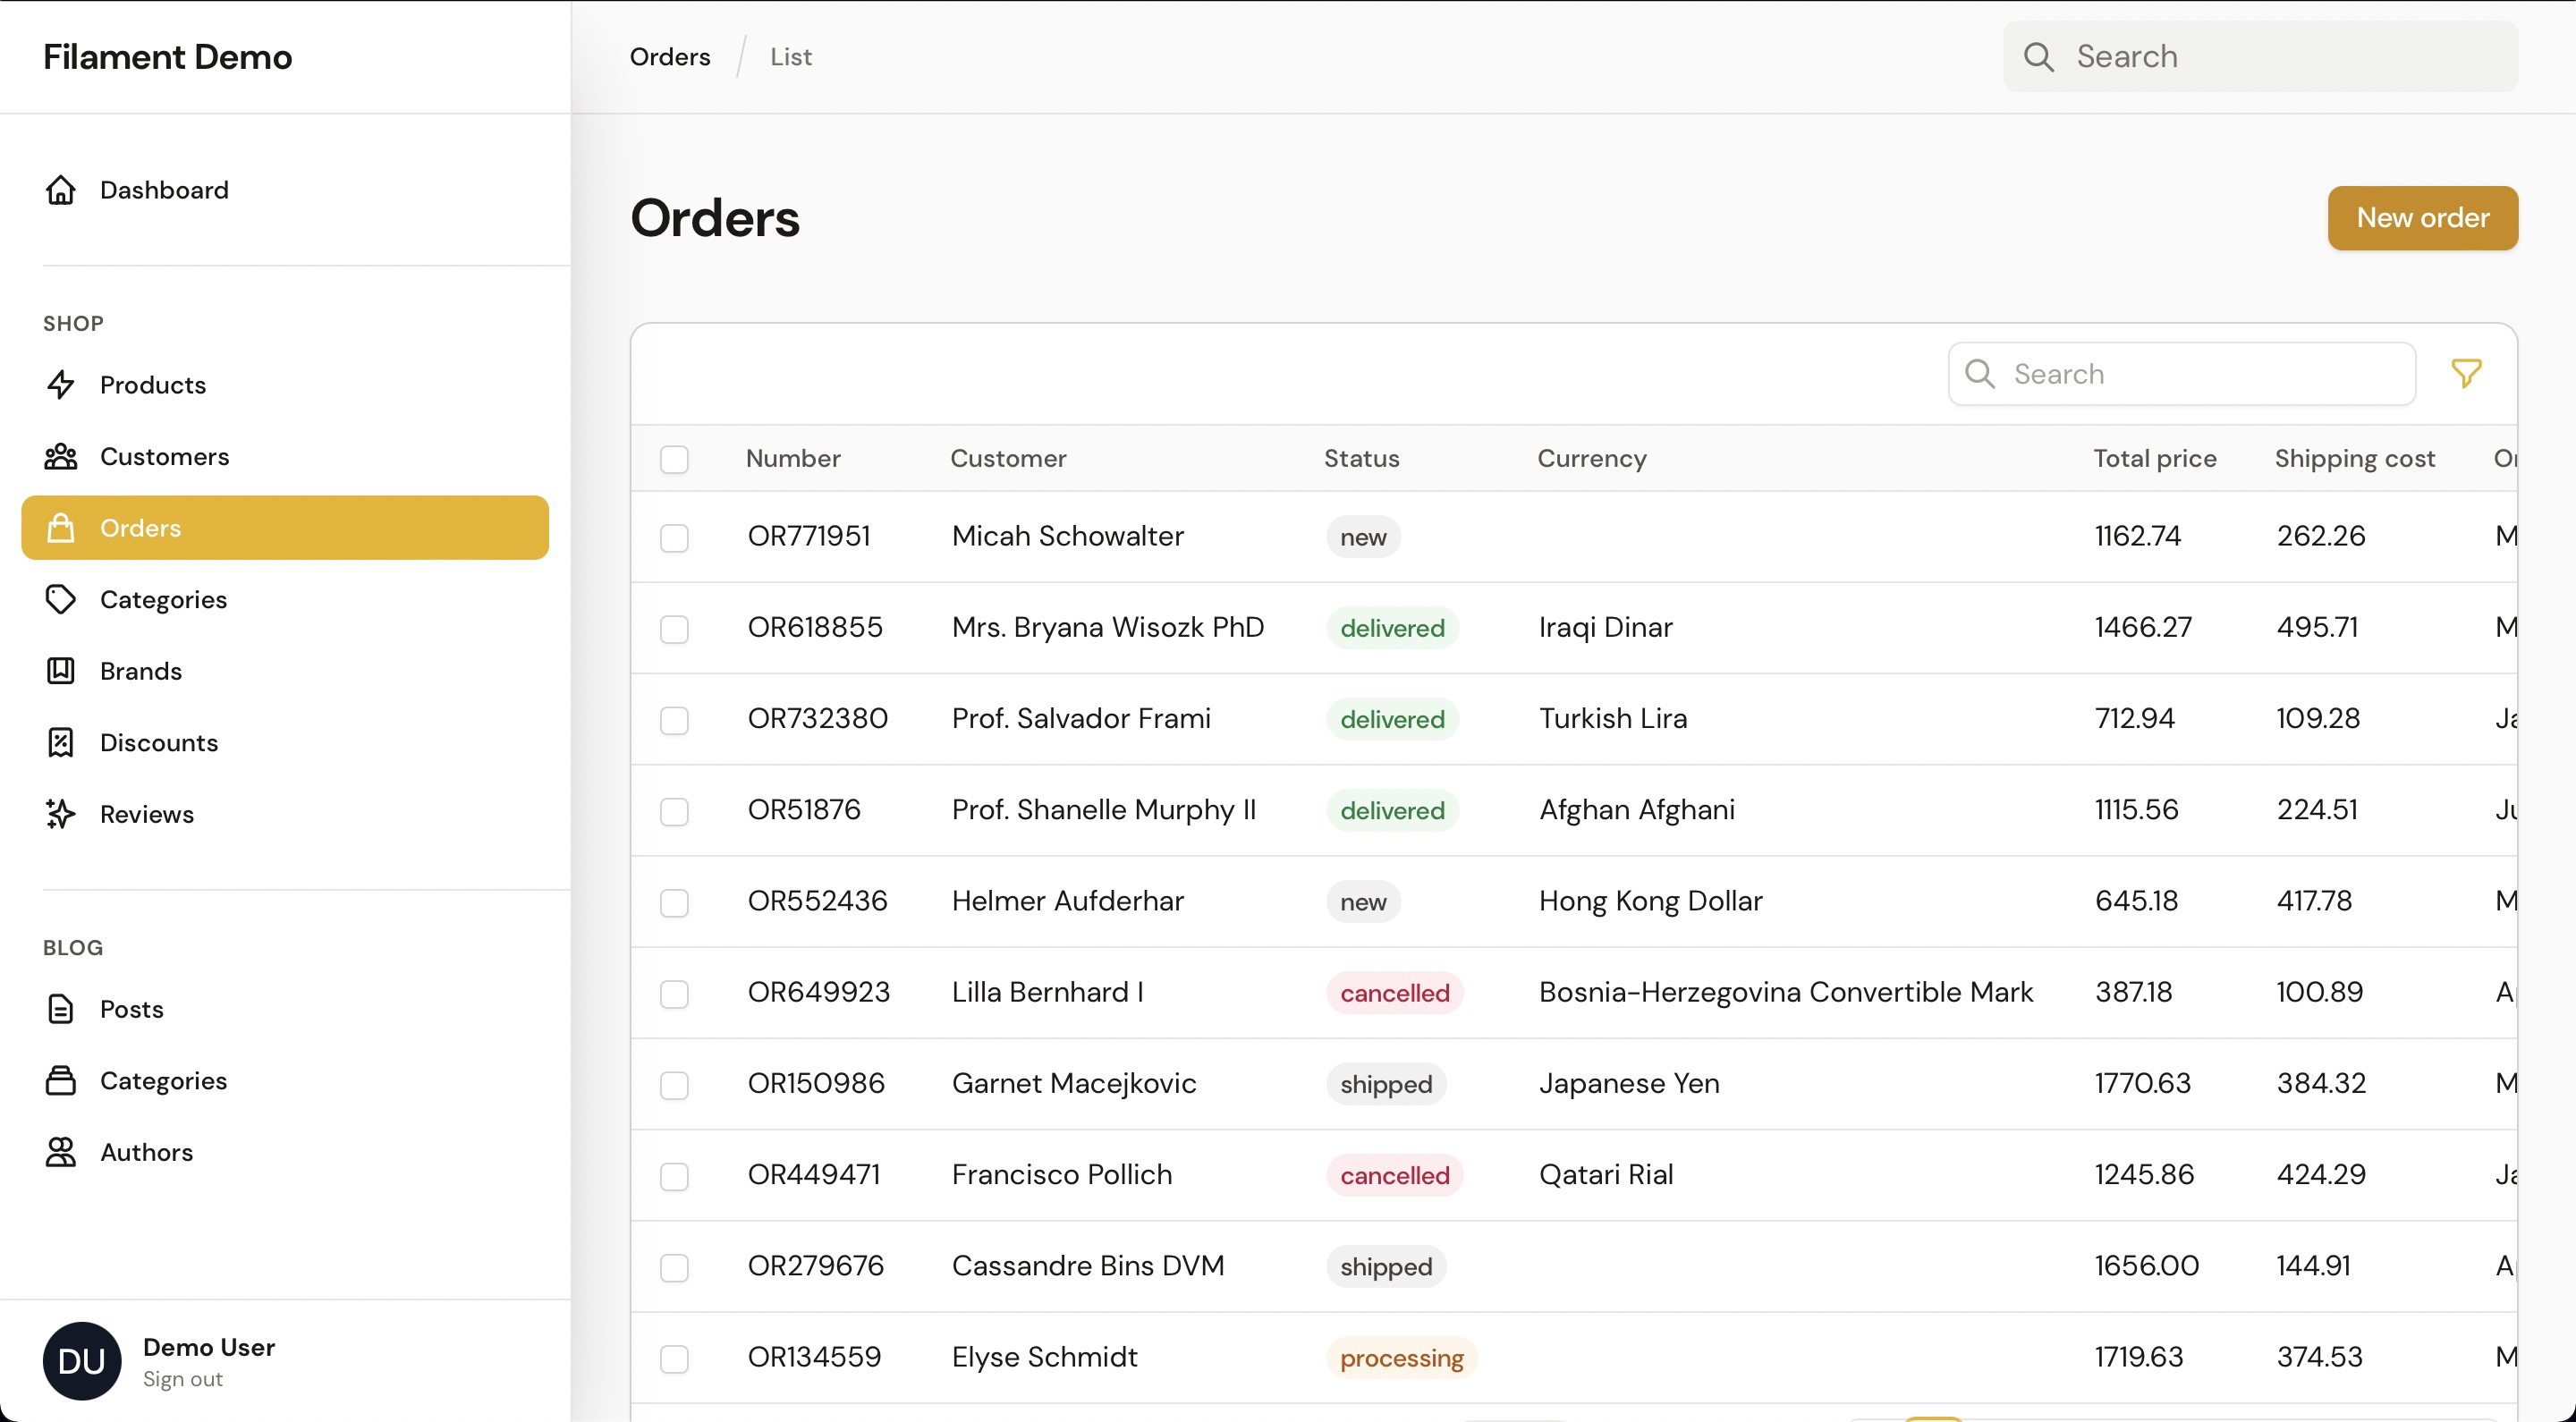 Filament Demo
Orders / List
Search
Dashboard
SHOP
Products
Customers
Orders
Categories
Brands
Discounts
Reviews
BLOG
Posts
Categories
Authors
DU
Demo User
Sign out
Orders
New order
Search
Number Customer Status Currency Total price Shipping cost
OR771951 Micah Schowalter new 1162.74 262.26 M
OR618855 Mrs. Bryana Wisozk PhD delivered Iraqi Dinar 1466.27 495.71 M
OR732380 Prof. Salvador Frami delivered Turkish Lira 712.94 109.28 Ja
OR51876 Prof. Shanelle Murphy II delivered Afghan Afghani 1115.56 224.51 Ju
OR552436 Helmer Aufderhar new Hong Kong Dollar 645.18 417.78 M
OR649923 Lilla Bernhard I cancelled Bosnia-Herzegovina Convertible Mark 387.18 100.89 A
OR150986 Garnet Macejkovic shipped Japanese Yen 1770.63 384.32 M
OR449471 Francisco Pollich cancelled Qatari Rial 1245.86 424.29 Ja
OR279676 Cassandre Bins DVM shipped 1656.00 144.91 A
OR134559 Elyse Schmidt processing 1719.63 374.53 M